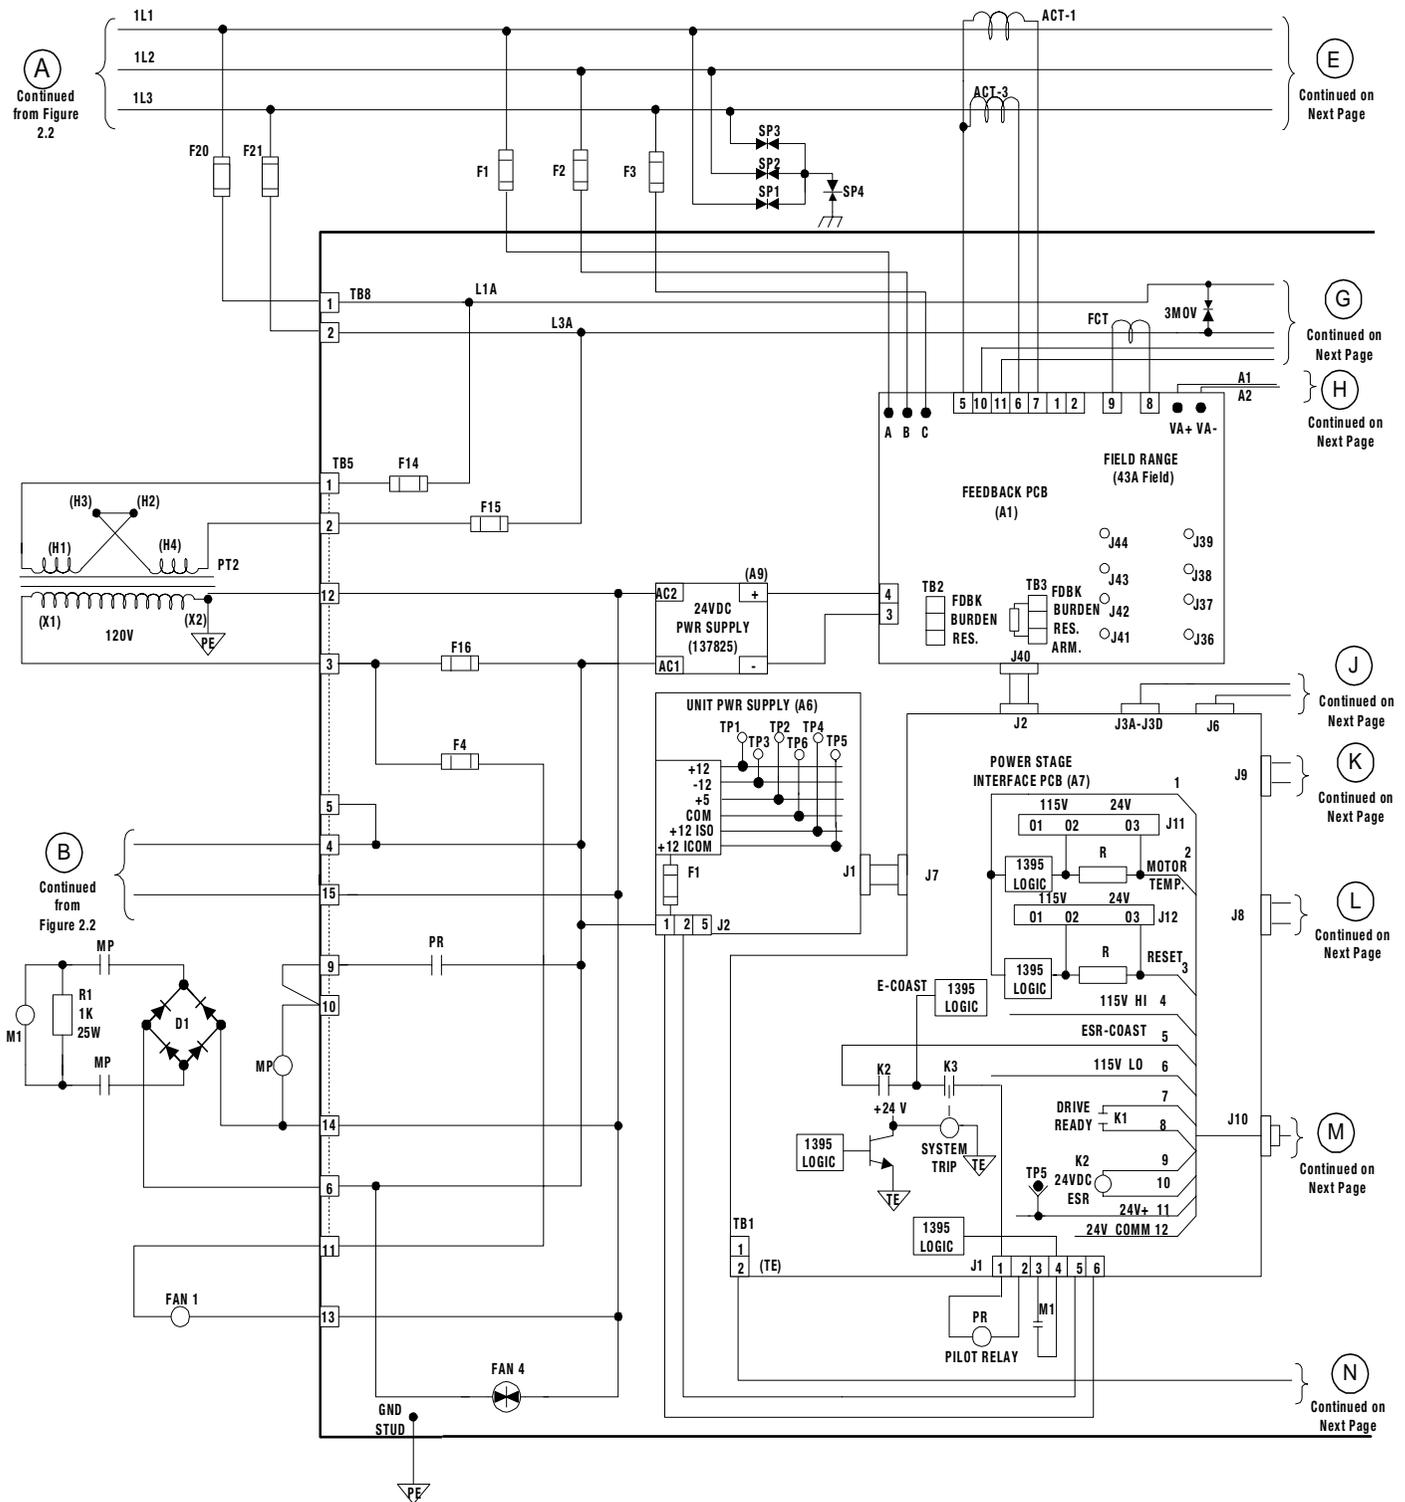 1L1
ACT-1
A
1L2
E
Continued
from Figure
2.2
1L3
ACT-3
Continued on
Next Page
F20
F21
F1
F2
F3
SP3
SP2
SP1
SP4
1
TB8
L1A
G
2
L3A
FCT
3MOV
Continued on
Next Page
A1
A2
H
5 10 11 6 7 1 2 9 8
A B C
VA+ VA-
Continued on
Next Page
TB5
F14
1
FIELD RANGE
(43A Field)
FEEDBACK PCB
(A1)
(H3) (H2)
F15
2
(H1) (H4)
PT2
J44 J39
J43 J38
J42 J37
J41 J36
12
(X1) (X2)
120V
PE
AC2
(A9)
+
24VDC
PWR SUPPLY
(137825)
AC1
-
4
3
TB2
FDBK
BURDEN
RES.
TB3
FDBK
BURDEN
RES.
ARM.
3
F16
J40
J
Continued on
Next Page
J2
J3A-J3D
J6
UNIT PWR SUPPLY (A6)
TP1 TP2 TP4
TP3 TP6 TP5
F4
+12
-12
+5
COM
+12 ISO
+12 ICOM
F1
J1
J7
1 2 5 J2
POWER STAGE
INTERFACE PCB (A7)
J9
K
Continued on
Next Page
1
115V 24V
O1 O2 O3
J11
1395
LOGIC
R
2
MOTOR
TEMP.
115V 24V
O1 O2 O3
J12
J8
L
Continued on
Next Page
R
RESET
3
1395
LOGIC
5
4
15
B
Continued
from
Figure 2.2
MP
9
PR
10
R1
1K
25W
M1
D1
MP
MP
E-COAST
1395
LOGIC
115V HI 4
ESR-COAST
5
115V LO 6
K2
K3
+24 V
7
DRIVE
READY
K1
8
J10
M
Continued on
Next Page
14
1395
LOGIC
SYSTEM
TRIP
TE
TE
9
K2
24VDC
ESR
10
TP5
24V+ 11
24V COMM 12
6
11
TB1
1
2
(TE)
1395
LOGIC
J1
1 2 3 4 5 6
FAN 1
13
PR
PILOT RELAY
M1
FAN 4
N
Continued on
Next Page
GND
STUD
PE